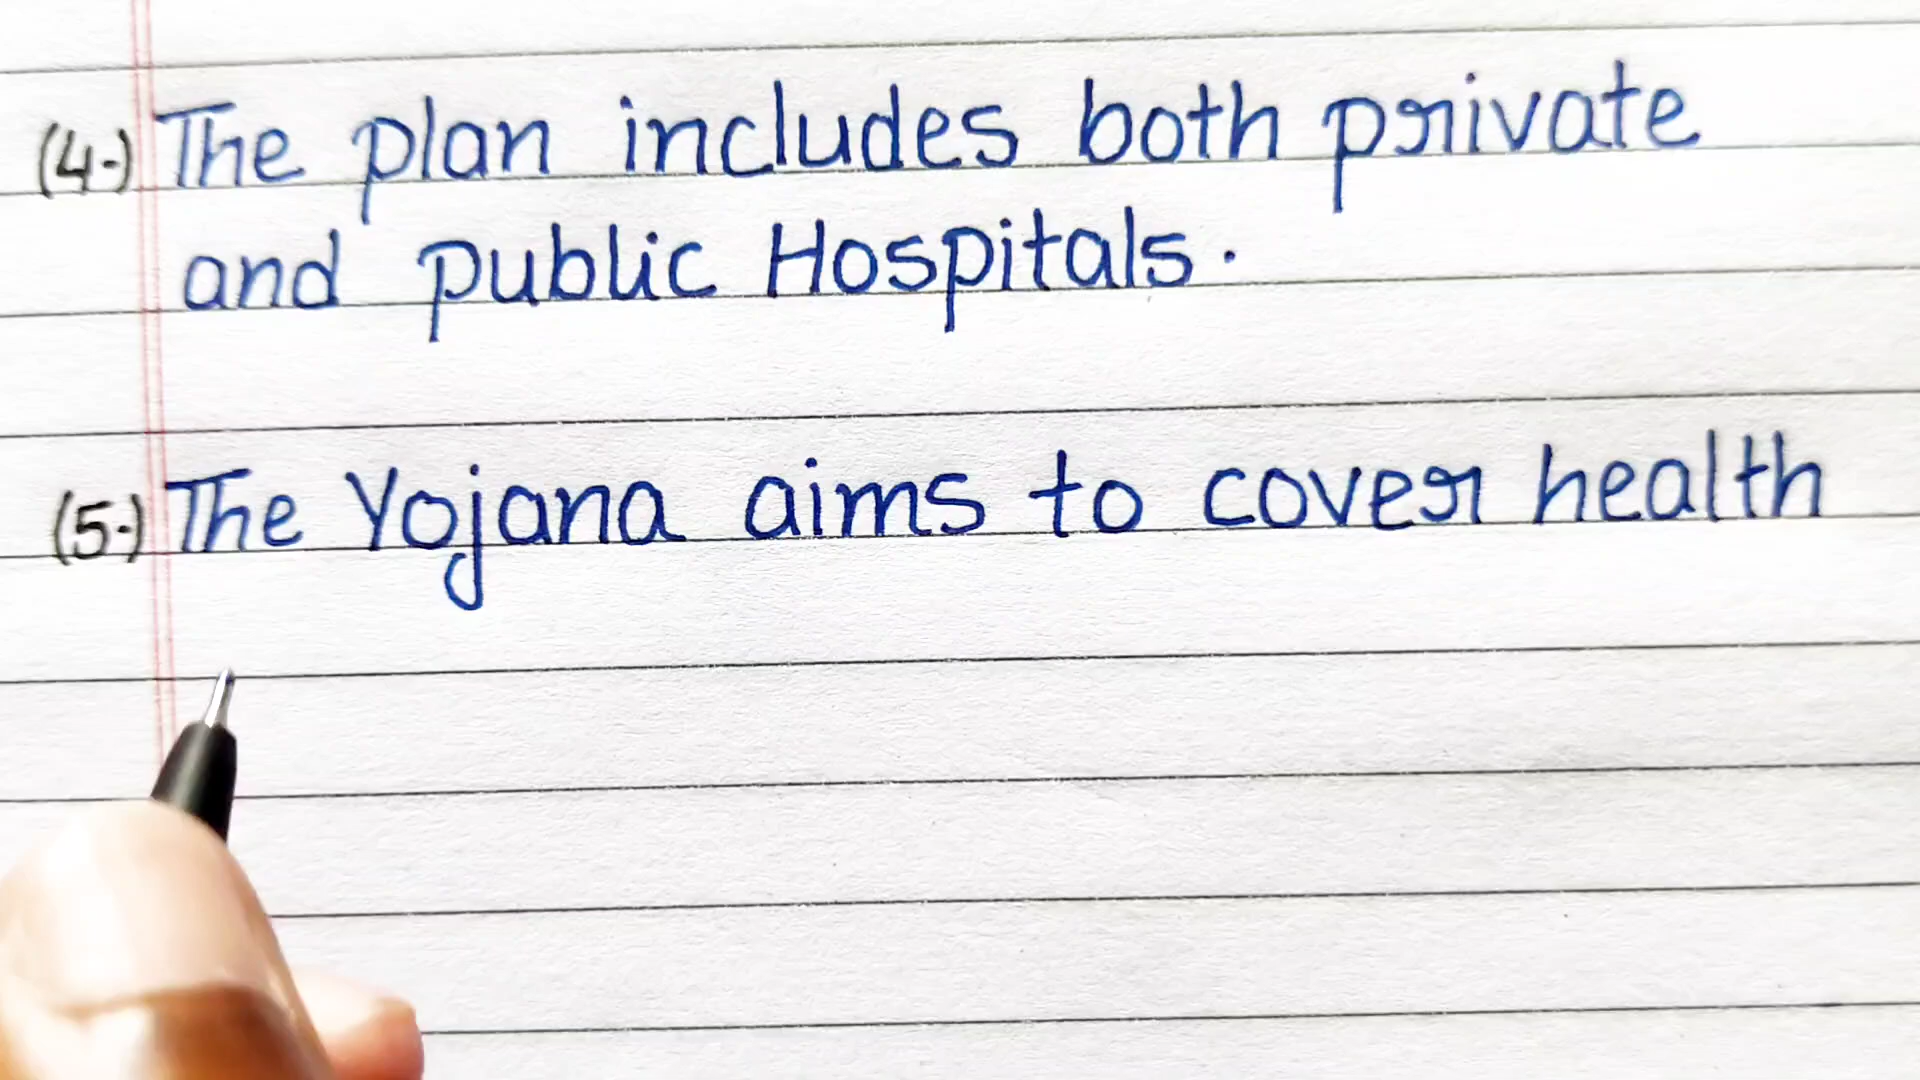 (4.) The plan includes both private
and public Hospitals.
(5.) The Yojana aims to cover health